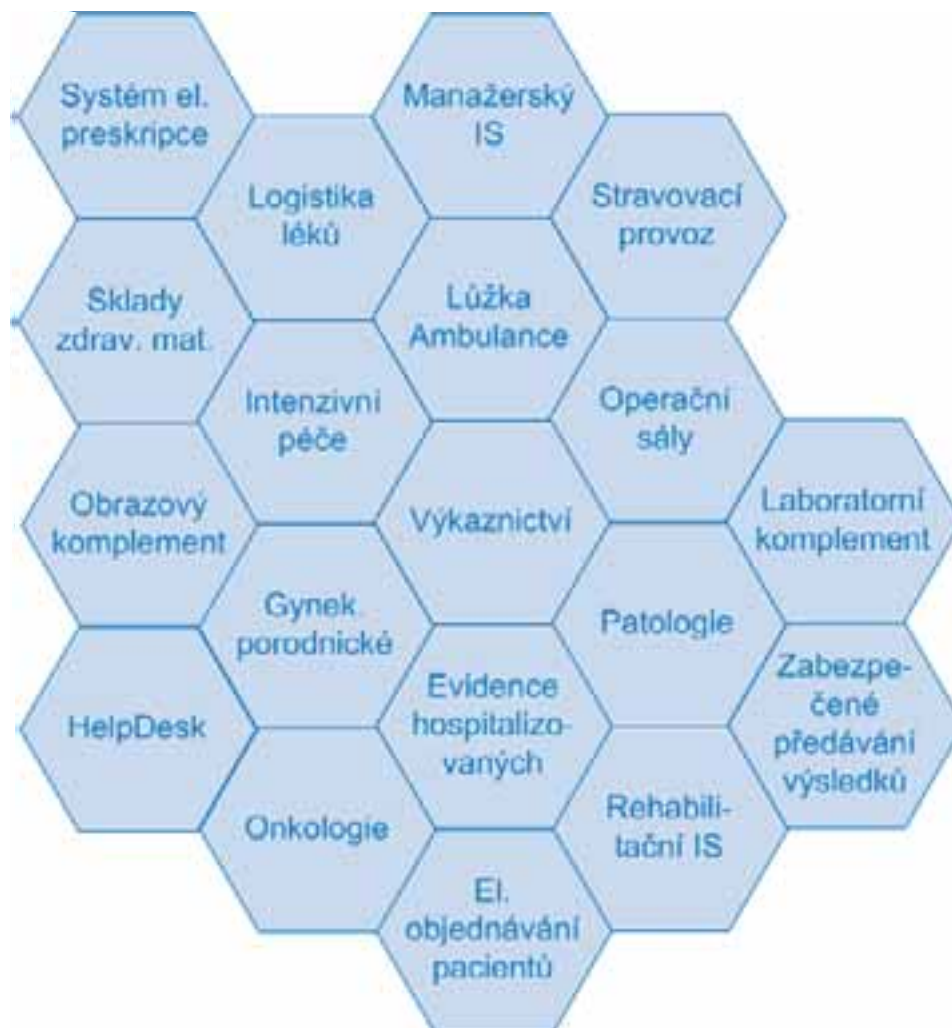 Systém el.
preskripce
Manažerský
IS
Logistika
léků
Stravovací
provoz
Sklady
zdrav. mat.
Lůžka
Ambulance
Intenzivní
péče
Operační
sály
Obrazový
komplement
Výkaznictví
Laboratorní
komplement
Gynek.
porodnické
Patologie
HelpDesk
Evidence
hospitalizo-
vaných
Zabezpe-
čené
předávání
výsledků
Onkologie
Rehabili-
tační IS
El.
objednávání
pacientů